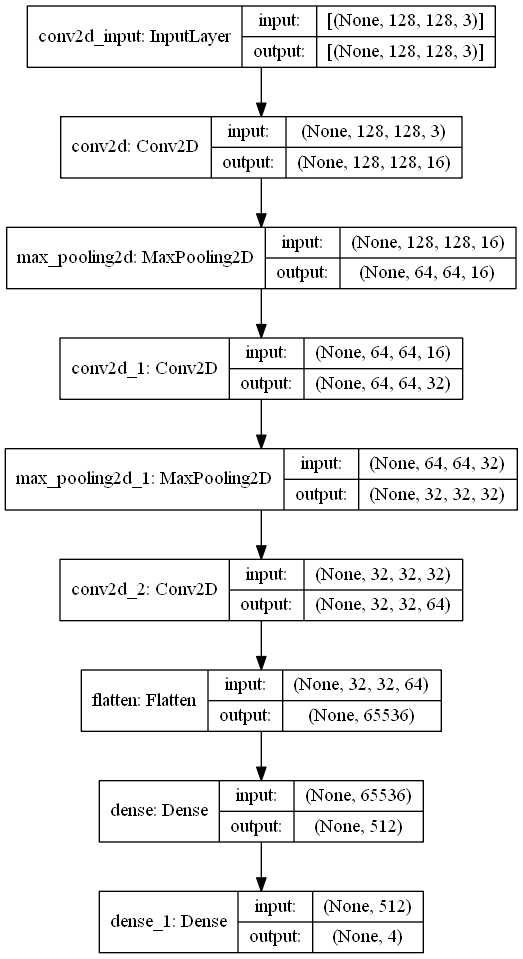 conv2d_input: InputLayer
input:
[(None, 128, 128, 3)]
output:
[(None, 128, 128, 3)]
conv2d: Conv2D
input:
(None, 128, 128, 3)
output:
(None, 128, 128, 16)
max_pooling2d: MaxPooling2D
input:
(None, 128, 128, 16)
output:
(None, 64, 64, 16)
conv2d_1: Conv2D
input:
(None, 64, 64, 16)
output:
(None, 64, 64, 32)
max_pooling2d_1: MaxPooling2D
input:
(None, 64, 64, 32)
output:
(None, 32, 32, 32)
conv2d_2: Conv2D
input:
(None, 32, 32, 32)
output:
(None, 32, 32, 64)
flatten: Flatten
input:
(None, 32, 32, 64)
output:
(None, 65536)
dense: Dense
input:
(None, 65536)
output:
(None, 512)
dense_1: Dense
input:
(None, 512)
output:
(None, 4)